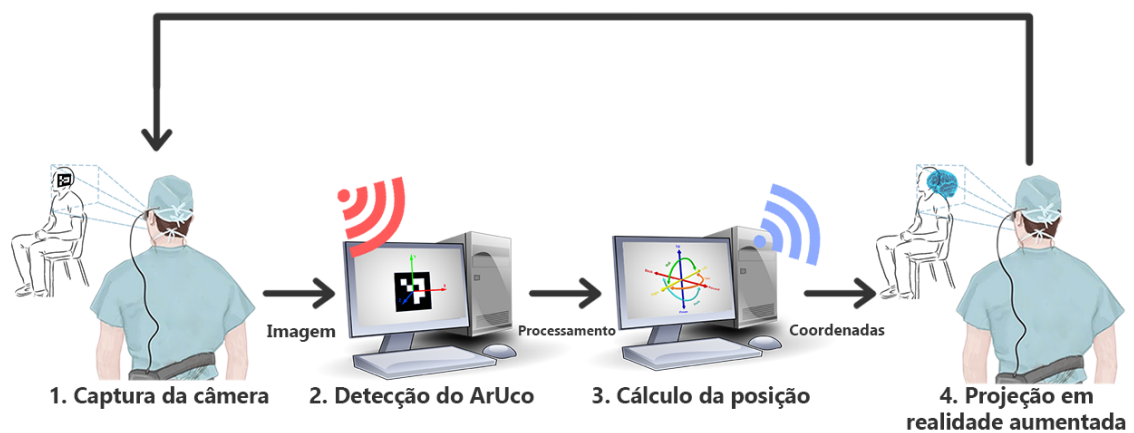 Imagem
Processamento
Coordenadas
1. Captura da câmera
2. Detecção do ArUco
3. Cálculo da posição
4. Projeção em
realidade aumentada